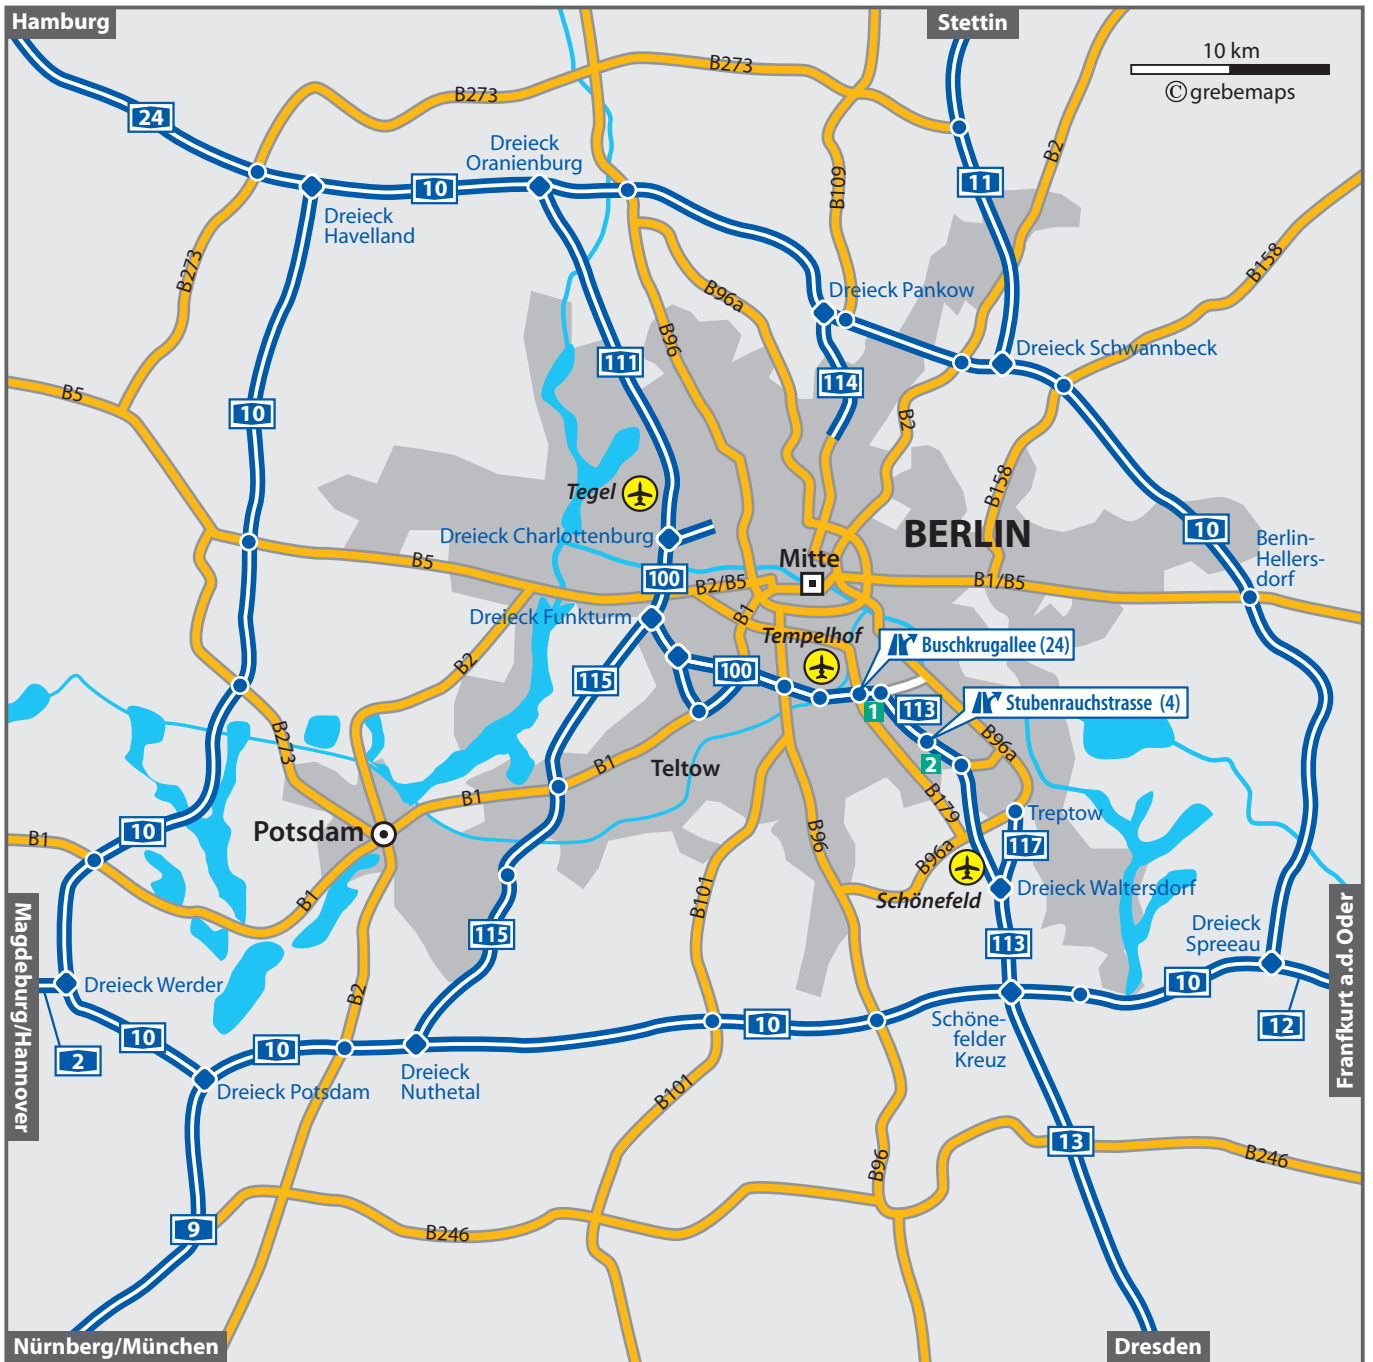 Hamburg
Stettin
10 km
B273
B273
©grebemaps
24
Dreieck
Oranienburg
B2
10
11
B109
Dreieck
Havelland
B273
B158
B96a
Dreieck Pankow
B96
111
Dreieck Schwannbeck
114
B5
10
B2
B158
Tegel
BERLIN
10
Dreieck Charlottenburg
Berlin-
Hellers-
dorf
Mitte
B5
100
B2/B5
B1/B5
B1
Dreieck Funkturm
Tempelhof
Buschkrugallee (24)
B2
115
100
Stubenrauchstrasse (4)
1
113
B273
B96a
Teltow
B1
2
B1
B179
Treptow
10
Potsdam
B1
B96
117
B96a
Schönefeld
Dreieck Waltersdorf
B1
B101
Magdeburg/Hannover
115
113
Dreieck
Spreeau
Franfkurt a.d. Oder
Dreieck Werder
B2
10
10
10
10
Schöne-
felder
Kreuz
12
2
Dreieck
Nuthetal
Dreieck Potsdam
B101
13
B246
B96
9
B246
Nürnberg/München
Dresden